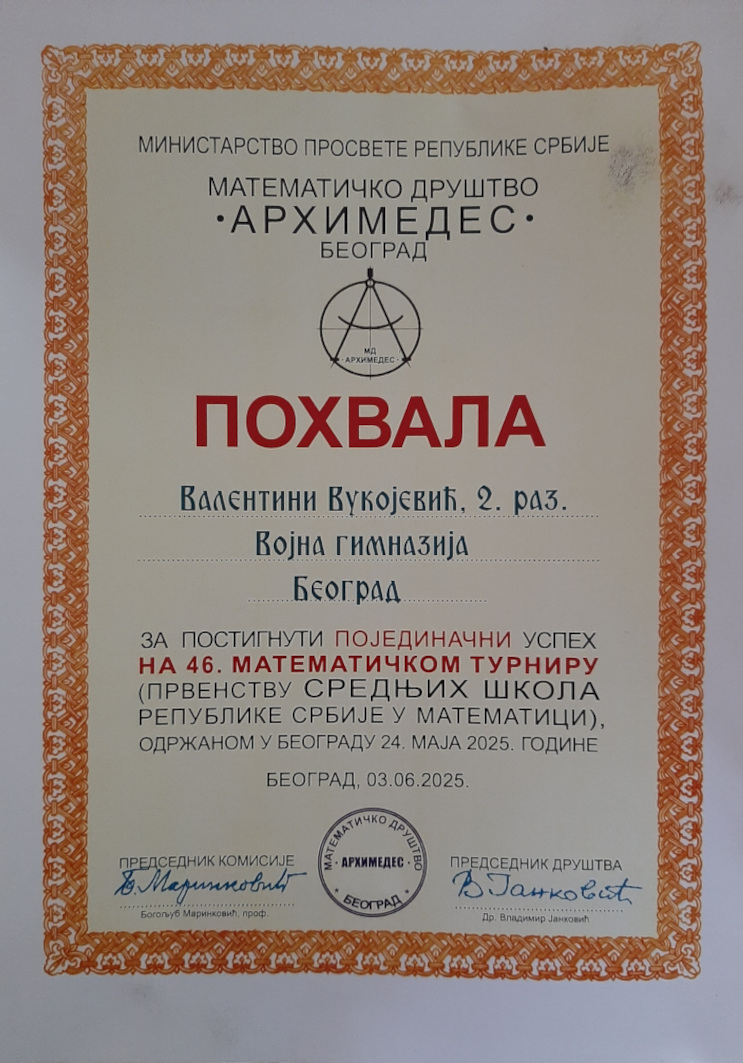 МИНИСТАРСТВО ПРОСВЕТЕ РЕПУБЛИКЕ СРБИЈЕ
МАТЕМАТИЧКО ДРУШТВО
·АРХИМЕДЕС·
БЕОГРАД
МД
·АРХИМЕДЕС·
ПОХВАЛА
Валентини Вукојевић, 2. раз.
Војна гимназија
Београд
ЗА ПОСТИГНУТИ ПОЈЕДИНАЧНИ УСПЕХ
НА 46. МАТЕМАТИЧКОМ ТУРНИРУ
(ПРВЕНСТВУ СРЕДЊИХ ШКОЛА
РЕПУБЛИКЕ СРБИЈЕ У МАТЕМАТИЦИ),
ОДРЖАНОМ У БЕОГРАДУ 24. МАЈА 2025. ГОДИНЕ
БЕОГРАД, 03.06.2025.
МАТЕМАТИЧКО ДРУШТВО
·АРХИМЕДЕС·
* БЕОГРАД *
ПРЕДСЕДНИК КОМИСИЈЕ
Б. Маринковић
Богољуб Маринковић, проф.
ПРЕДСЕДНИК ДРУШТВА
В Јанковић
Др. Владимир Јанковић